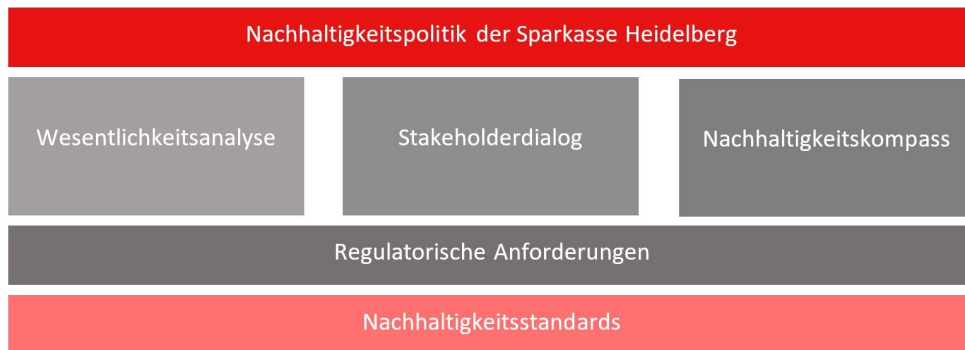 Nachhaltigkeitspolitik der Sparkasse Heidelberg
Wesentlichkeitsanalyse
Stakeholderdialog
Nachhaltigkeitskompass
Regulatorische Anforderungen
Nachhaltigkeitsstandards